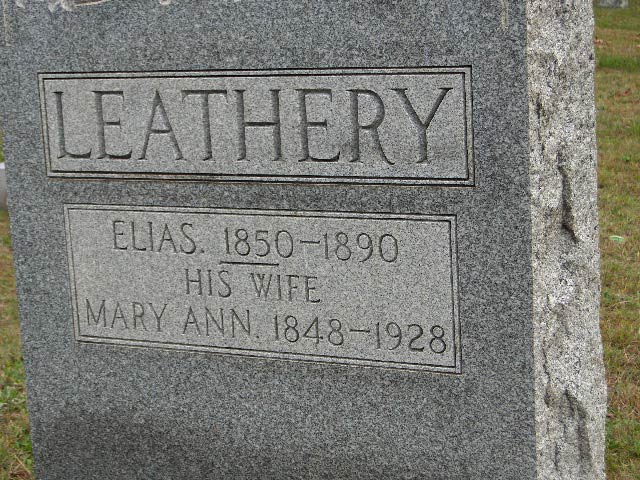 LEATHERY
ELIAS. 1850-1890
HIS WIFE
MARY ANN. 1848-1928